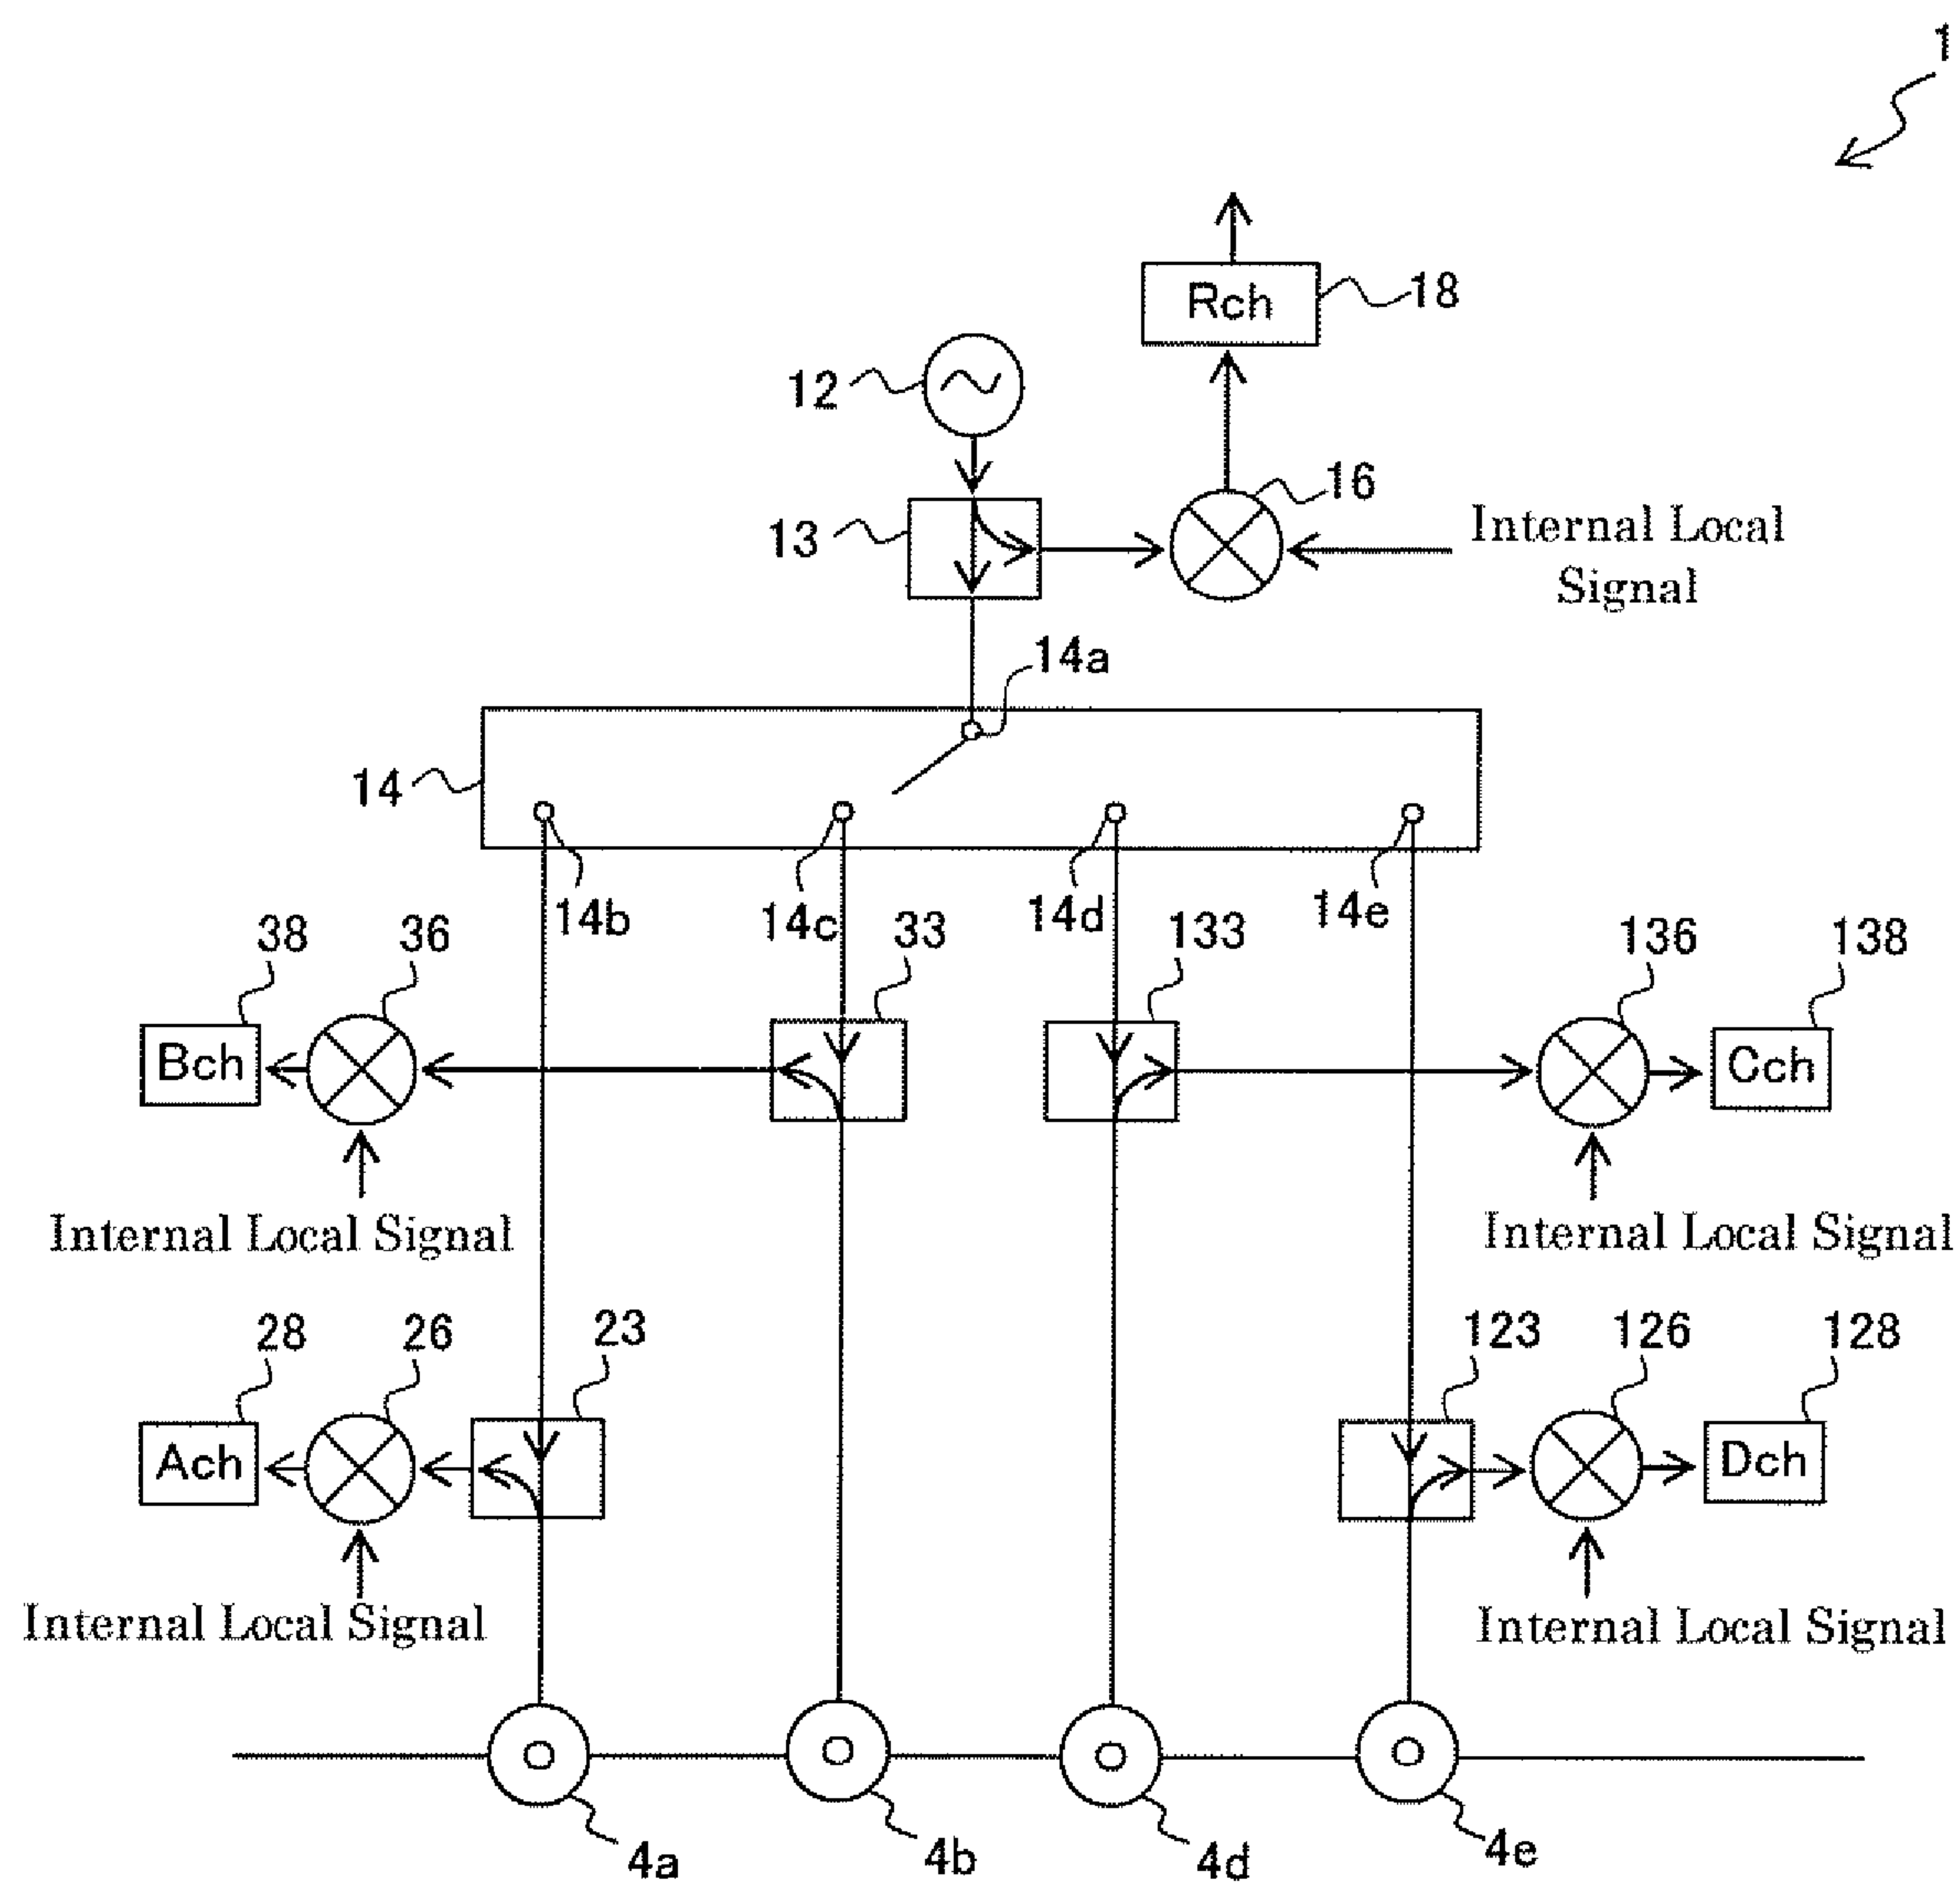 1
Rch
18
12
16
13
Internal Local
Signal
14a
14
14b
14c
14d
14e
38
36
33
133
136
138
Bch
Cch
Internal Local Signal
Internal Local Signal
28
26
23
123
126
128
Ach
Dch
Internal Local Signal
Internal Local Signal
4a
4b
4d
4e